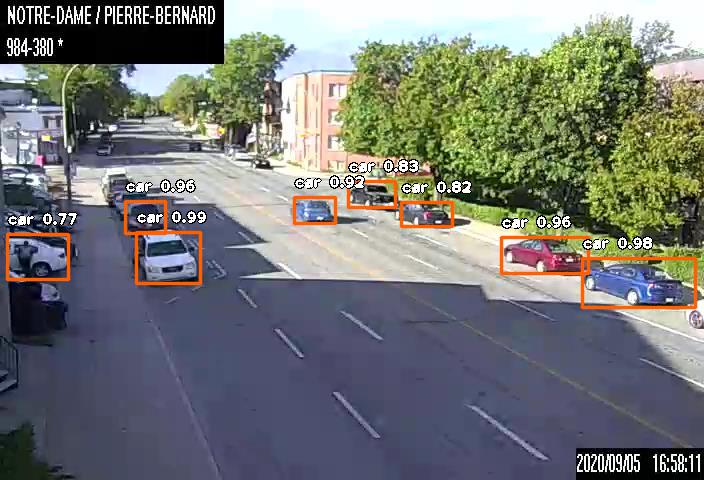 NOTRE-DAME / PIERRE-BERNARD
984-380 *
car 0.83
car 0.96
car 0.92
car 0.82
car 0.77
car 0.99
car 0.96
car 0.98
2020/09/05 16:58:11